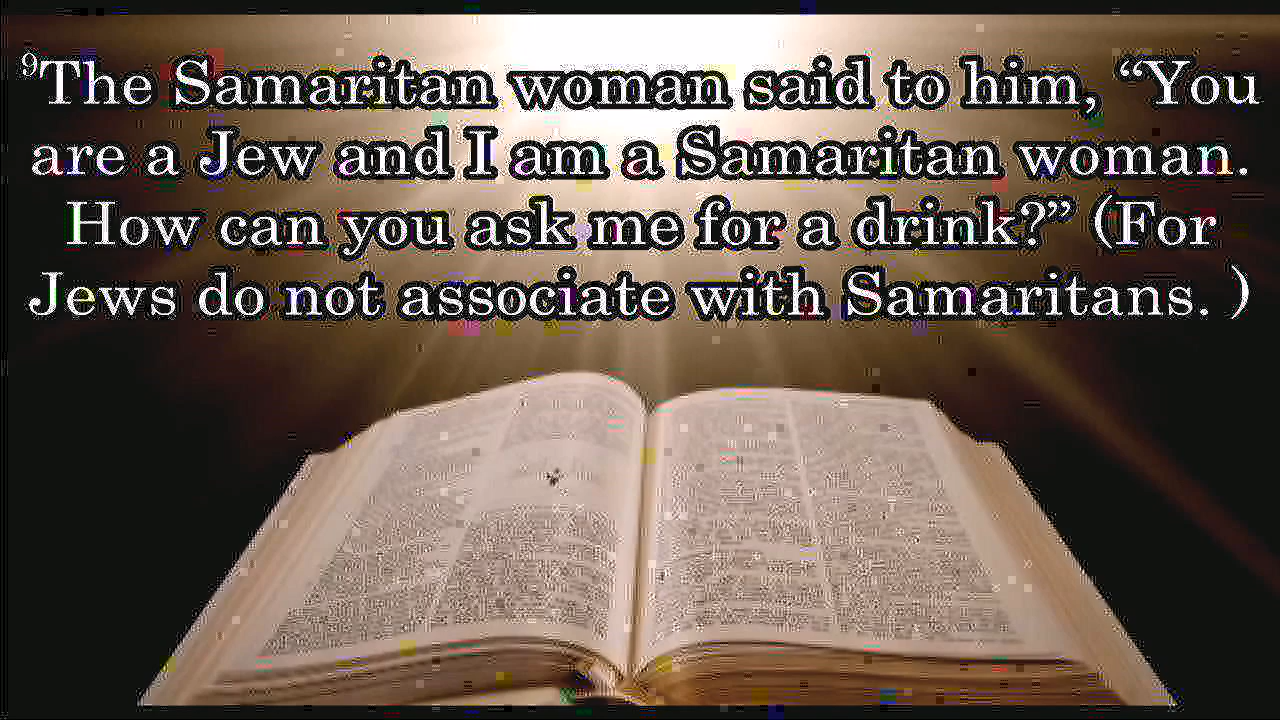 ⁹The Samaritan woman said to him, “You
are a Jew and I am a Samaritan woman.
How can you ask me for a drink?” (For
Jews do not associate with Samaritans. )